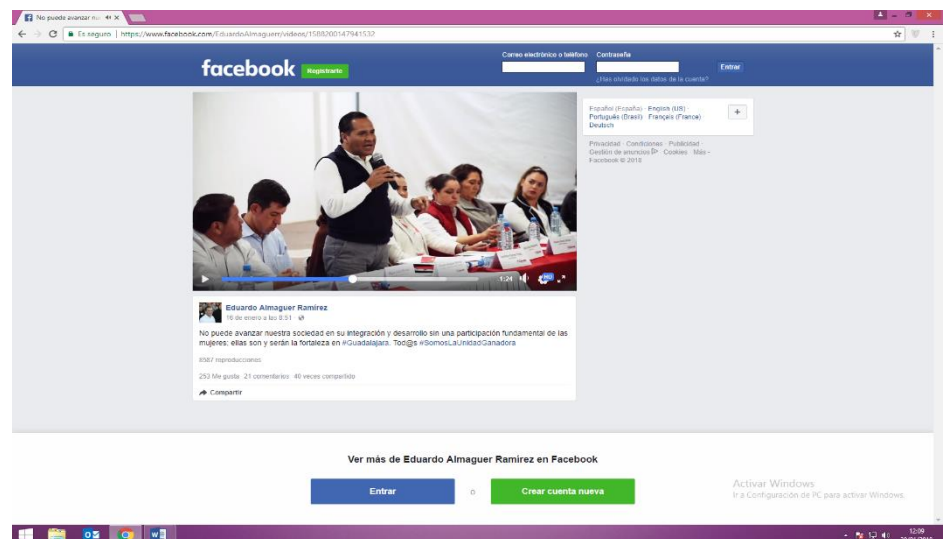 No puede avanzar nu
Es seguro
https://www.facebook.com/EduardoAlmaguerr/videos/1588200147941532
Correo electrónico o teléfono Contraseña
facebook Registrarte Entrar
¿Has olvidado los datos de la cuenta?
Español (España) · English (US) ·
Português (Brasil) · Français (France) ·
Deutsch
Privacidad · Condiciones · Publicidad ·
Gestión de anuncios · Cookies · Más
Facebook © 2018
1:24 HD
Eduardo Almaguer Ramírez
16 de enero a las 8:51 ·
No puede avanzar nuestra sociedad en su integración y desarrollo sin una participación fundamental de las
mujeres: ellas son y serán la fortaleza en #Guadalajara. Tod@s #SomosLaUnidadGanadora
8587 reproducciones
253 Me gusta 21 comentarios 40 veces compartido
Compartir
Ver más de Eduardo Almaguer Ramírez en Facebook
Entrar o Crear cuenta nueva
Activar Windows
Ir a Configuración de PC para activar Windows.
12:09